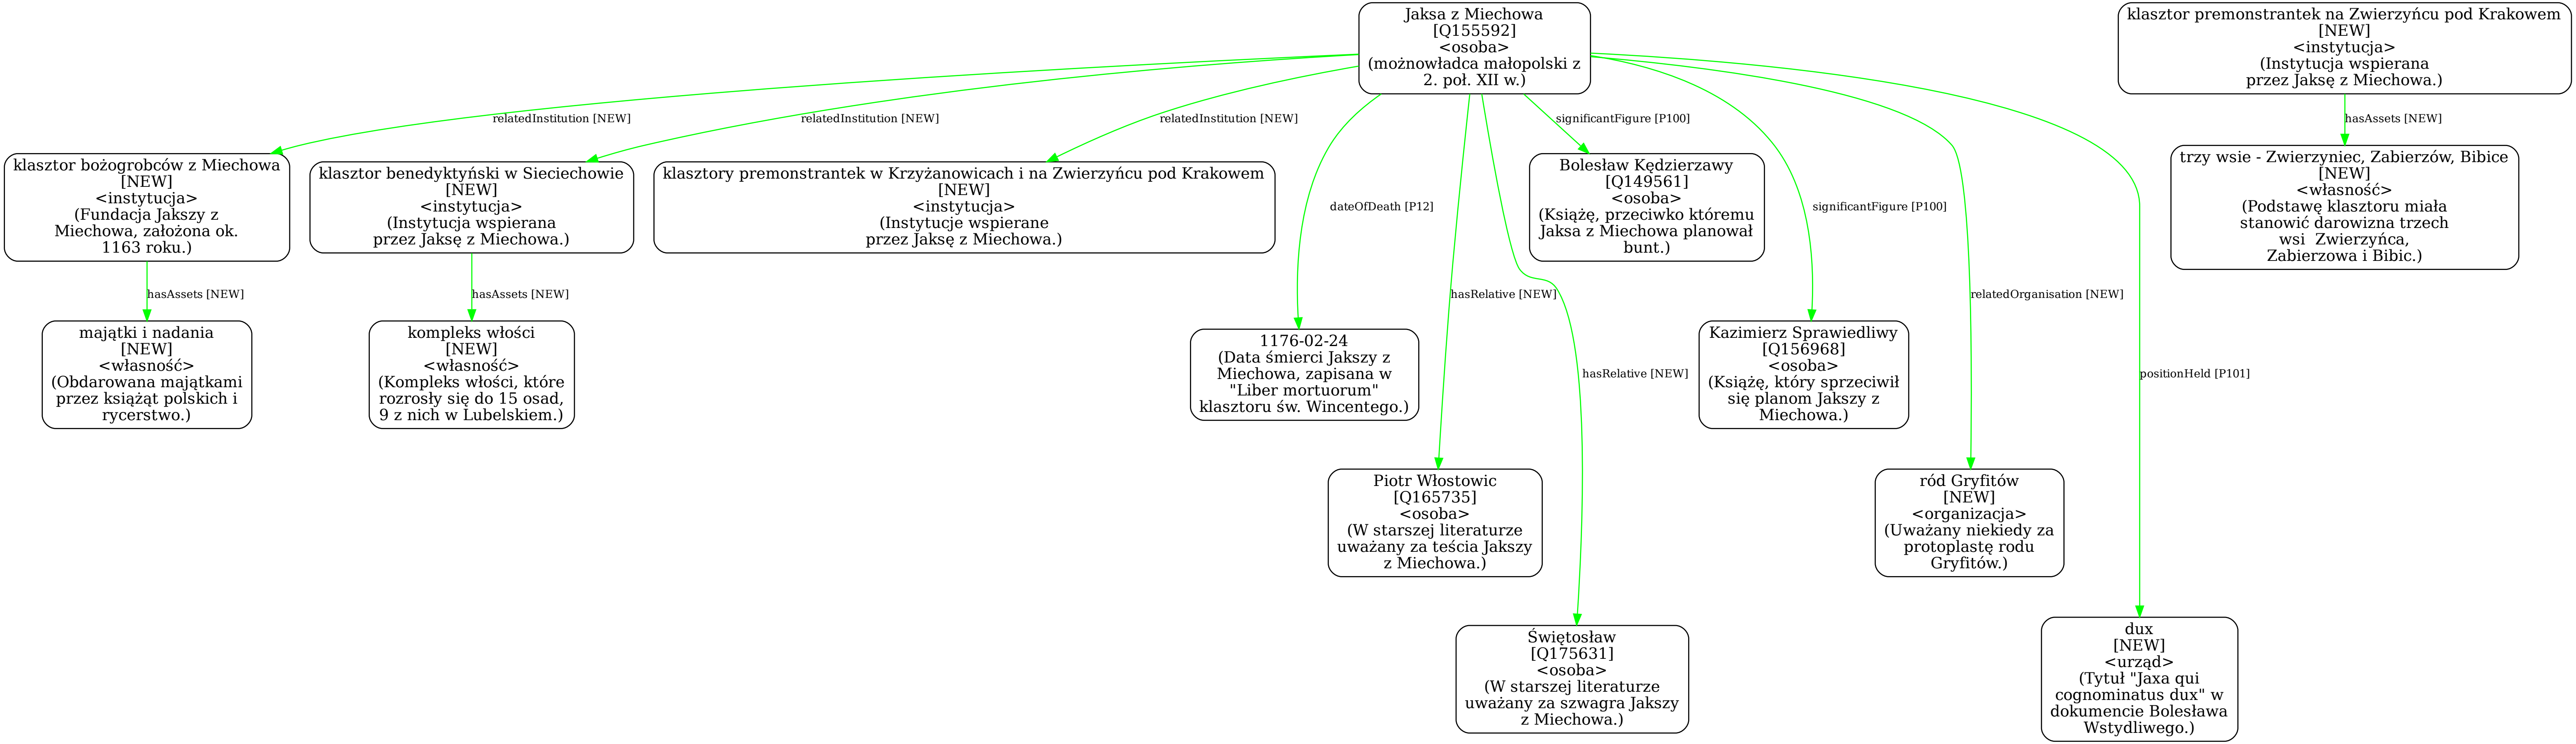 Jaksa z Miechowa
[Q155592]
<osoba>
(możnowładca małopolski z
2. poł. XII w.)
klasztor premonstrantek na Zwierzyńcu pod Krakowem
[NEW]
<instytucja>
(Instytucja wspierana
przez Jaksę z Miechowa.)
relatedInstitution [NEW]
relatedInstitution [NEW]
relatedInstitution [NEW]
significantFigure [P100]
hasAssets [NEW]
klasztor bożogrobców z Miechowa
[NEW]
<instytucja>
(Fundacja Jakszy z
Miechowa, założona ok.
1163 roku.)
klasztor benedyktyński w Sieciechowie
[NEW]
<instytucja>
(Instytucja wspierana
przez Jaksę z Miechowa.)
klasztory premonstrantek w Krzyżanowicach i na Zwierzyńcu pod Krakowem
[NEW]
<instytucja>
(Instytucje wspierane
przez Jaksę z Miechowa.)
dateOfDeath [P12]
Bolesław Kędzierzawy
[Q149561]
<osoba>
(Książę, przeciwko któremu
Jaksa z Miechowa planował
bunt.)
significantFigure [P100]
trzy wsie - Zwierzyniec, Zabierzów, Bibice
[NEW]
<własność>
(Podstawę klasztoru miała
stanowić darowizna trzech
wsi  Zwierzyńca,
Zabierzowa i Bibic.)
hasAssets [NEW]
hasAssets [NEW]
hasRelative [NEW]
relatedOrganisation [NEW]
majątki i nadania
[NEW]
<własność>
(Obdarowana majątkami
przez książąt polskich i
rycerstwo.)
kompleks włości
[NEW]
<własność>
(Kompleks włości, które
rozrosły się do 15 osad,
9 z nich w Lubelskiem.)
1176-02-24
(Data śmierci Jakszy z
Miechowa, zapisana w
"Liber mortuorum"
klasztoru św. Wincentego.)
hasRelative [NEW]
Kazimierz Sprawiedliwy
[Q156968]
<osoba>
(Książę, który sprzeciwił
się planom Jakszy z
Miechowa.)
positionHeld [P101]
Piotr Włostowic
[Q165735]
<osoba>
(W starszej literaturze
uważany za teścia Jakszy
z Miechowa.)
ród Gryfitów
[NEW]
<organizacja>
(Uważany niekiedy za
protoplastę rodu
Gryfitów.)
Świętosław
[Q175631]
<osoba>
(W starszej literaturze
uważany za szwagra Jakszy
z Miechowa.)
dux
[NEW]
<urząd>
(Tytuł "Jaxa qui
cognominatus dux" w
dokumencie Bolesława
Wstydliwego.)